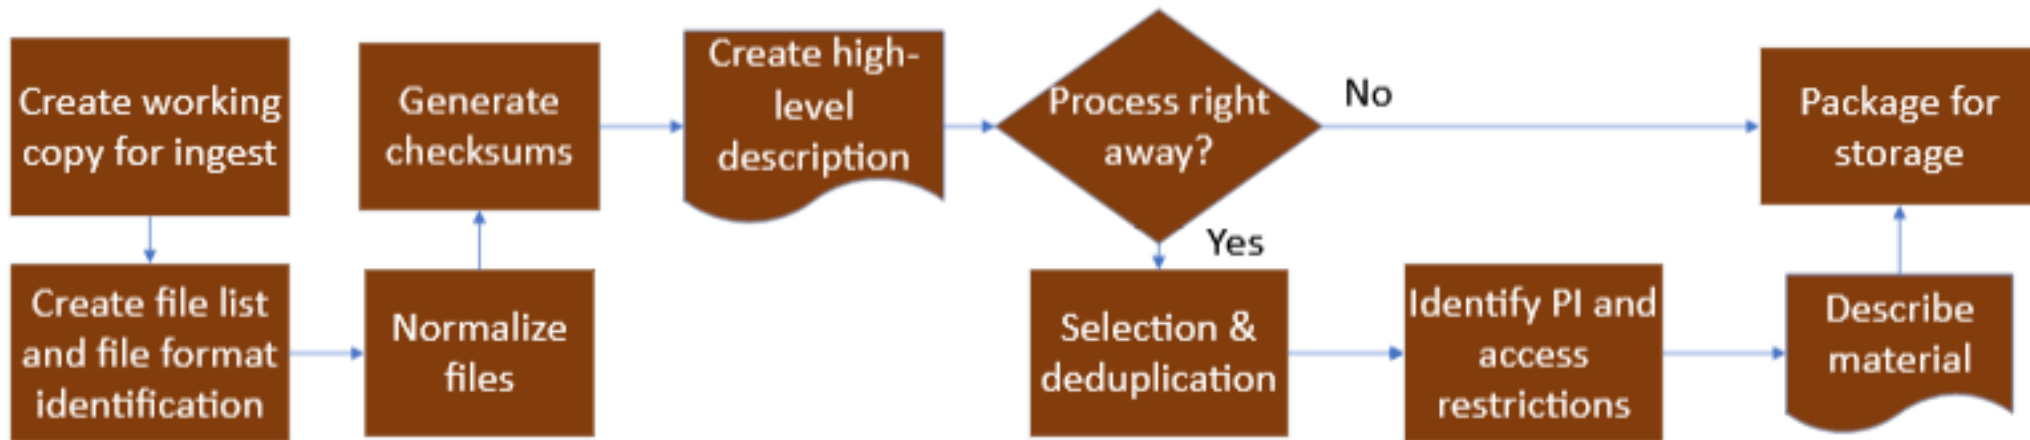 Create working
copy for ingest
Create file list
and file format
identification
Normalize
files
Generate
checksums
Create high-
level
description
Process right
away?
No
Yes
Selection &
deduplication
Identify PI and
access
restrictions
Describe
material
Package for
storage